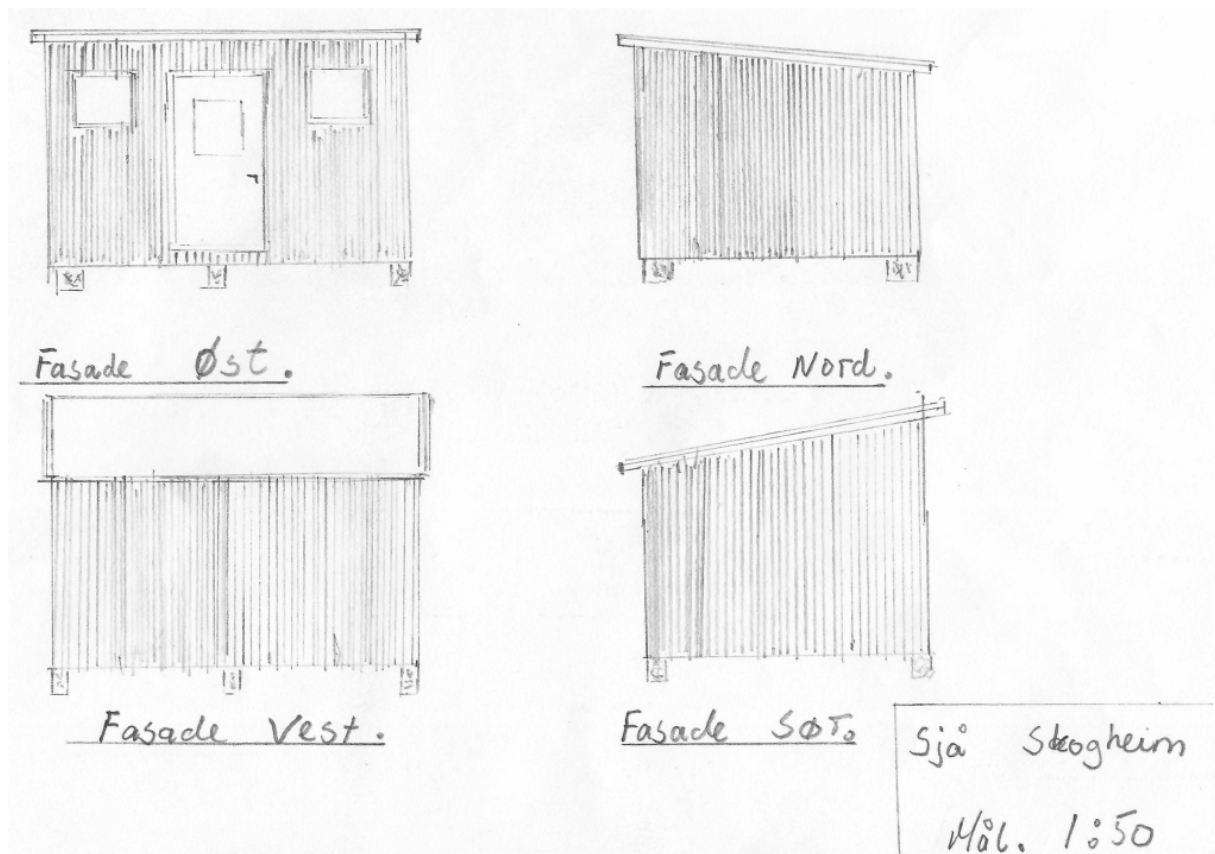 Fasade Øst.
Fasade Nord.
Fasade Vest.
Fasade Sør.
Sjå Skogheim
Mål. 1:50